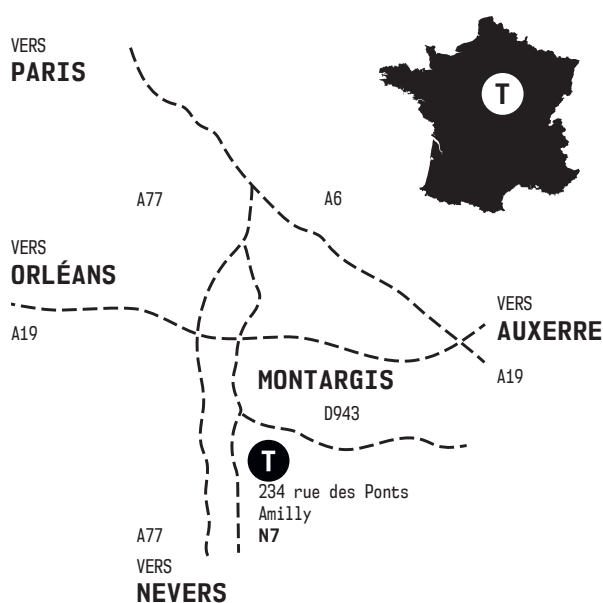 VERS
PARIS
T
A77
A6
VERS
ORLÉANS
A19
VERS
AUXERRE
A19
MONTARGIS
D943
T
234 rue des Ponts
Amilly
N7
A77
VERS
NEVERS